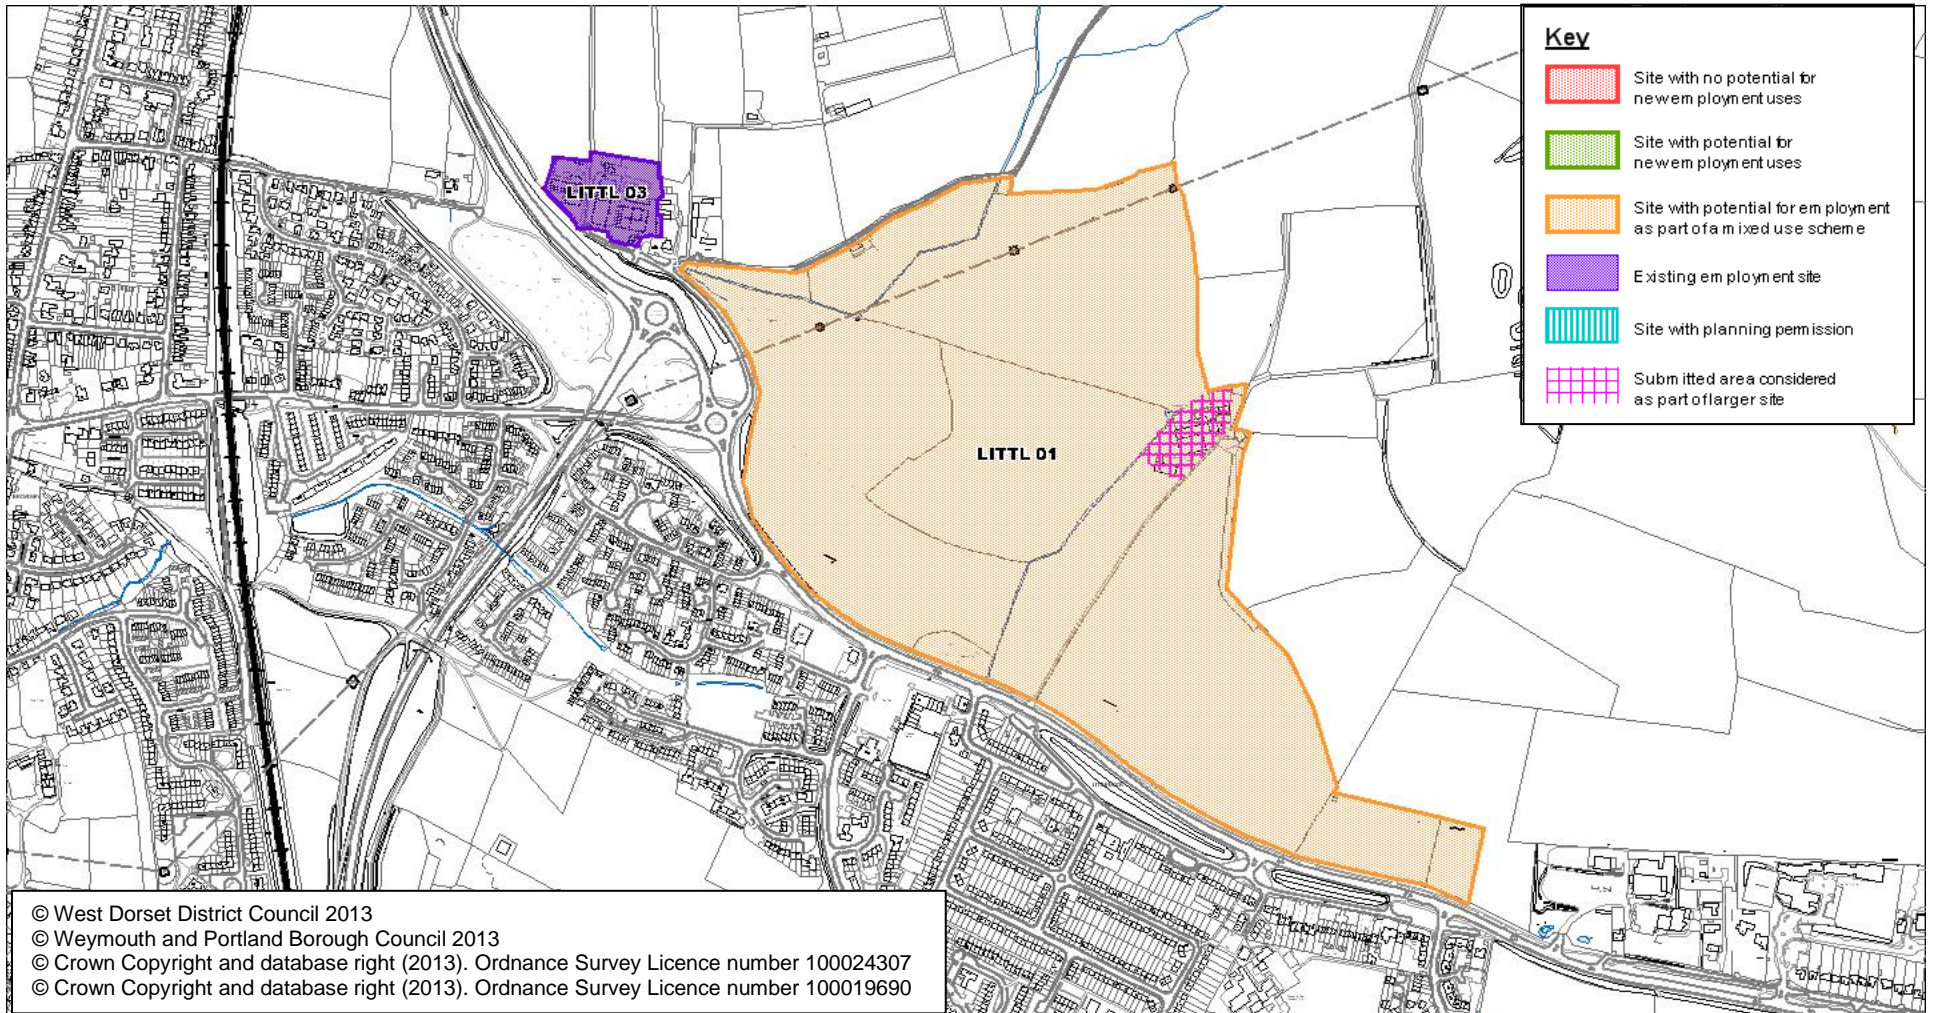 Key
Site with no potential for
new employment uses
Site with potential for
new employment uses
Site with potential for employment
as part of a mixed use scheme
Existing employment site
Site with planning permission
Submitted area considered
as part of larger site
LITTL 03
LITTL 01
© West Dorset District Council 2013
© Weymouth and Portland Borough Council 2013
© Crown Copyright and database right (2013). Ordnance Survey Licence number 100024307
© Crown Copyright and database right (2013). Ordnance Survey Licence number 100019690